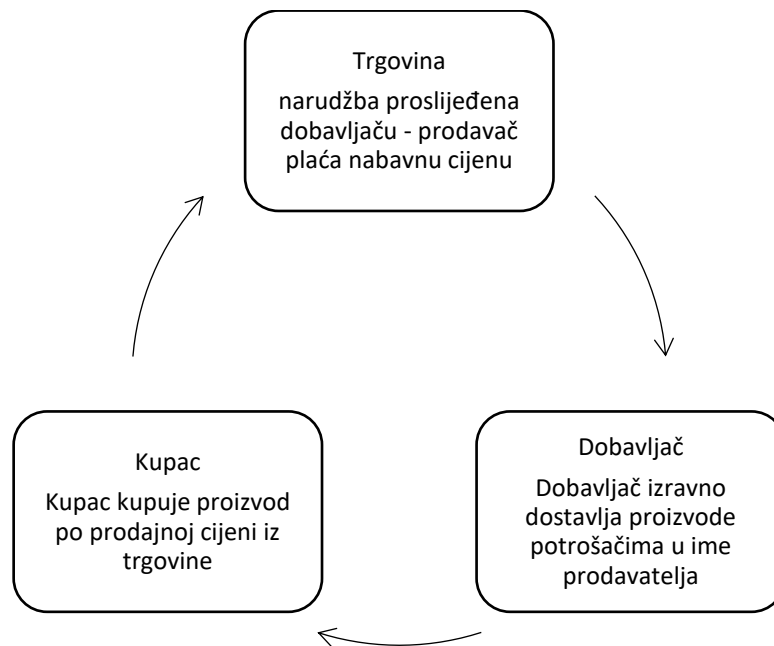 Trgovina
narudžba proslijeđena
dobavljaču - prodavač
plaća nabavnu cijenu
Kupac
Kupac kupuje proizvod
po prodajnoj cijeni iz
trgovine
Dobavljač
Dobavljač izravno
dostavlja proizvode
potrošačima u ime
prodavatelja